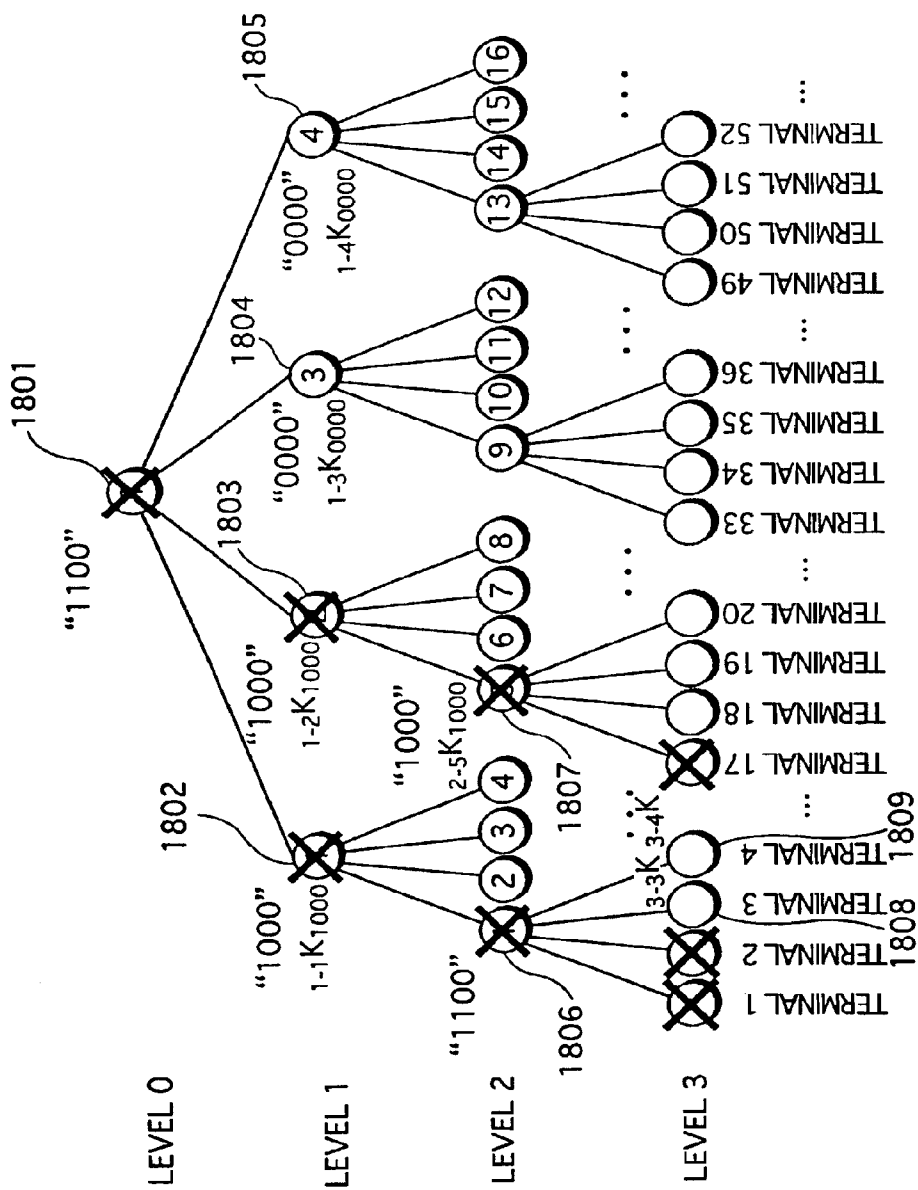 LEVEL 0
"1100"
1801
LEVEL 1
1802
"1000"
1-1K1000
"1000"
1-2K1000
1803
"0000"
1-3K0000
1804
3
"0000"
1-4K0000
1805
4
LEVEL 2
"1100"
1806
2
3
4
"1000"
2-5K1000
1807
6
7
8
9
10
11
12
13
14
15
16
...
...
...
...
LEVEL 3
3-3K
3-4K
TERMINAL 1
TERMINAL 2
TERMINAL 3
1808
TERMINAL 4
1809
...
TERMINAL 17
TERMINAL 18
TERMINAL 19
TERMINAL 20
...
TERMINAL 33
TERMINAL 34
TERMINAL 35
TERMINAL 36
...
TERMINAL 49
TERMINAL 50
TERMINAL 51
TERMINAL 52
...